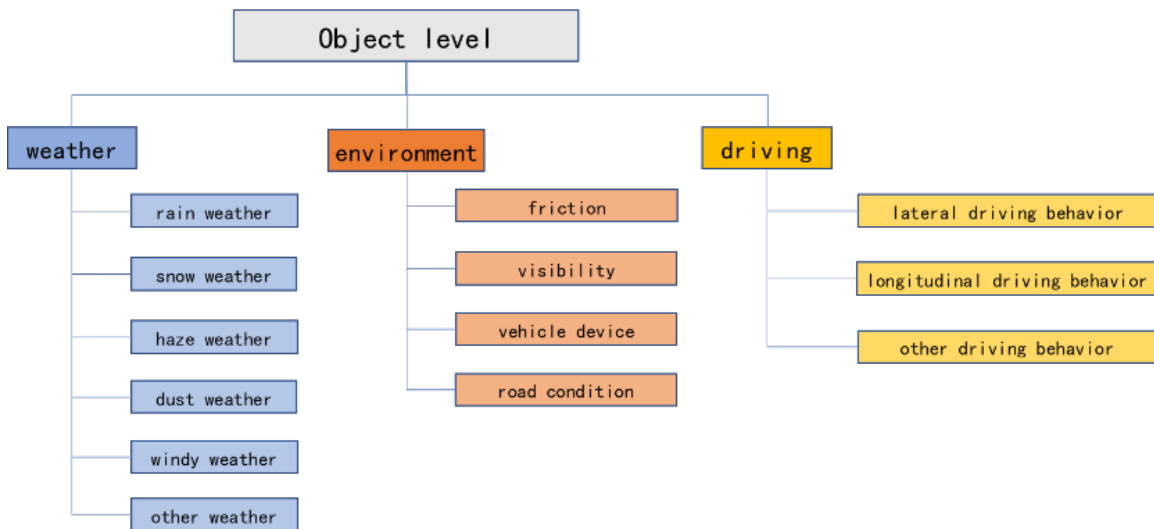 Object level
weather
environment
driving
rain weather
snow weather
haze weather
dust weather
windy weather
other weather
friction
visibility
vehicle device
road condition
lateral driving behavior
longitudinal driving behavior
other driving behavior